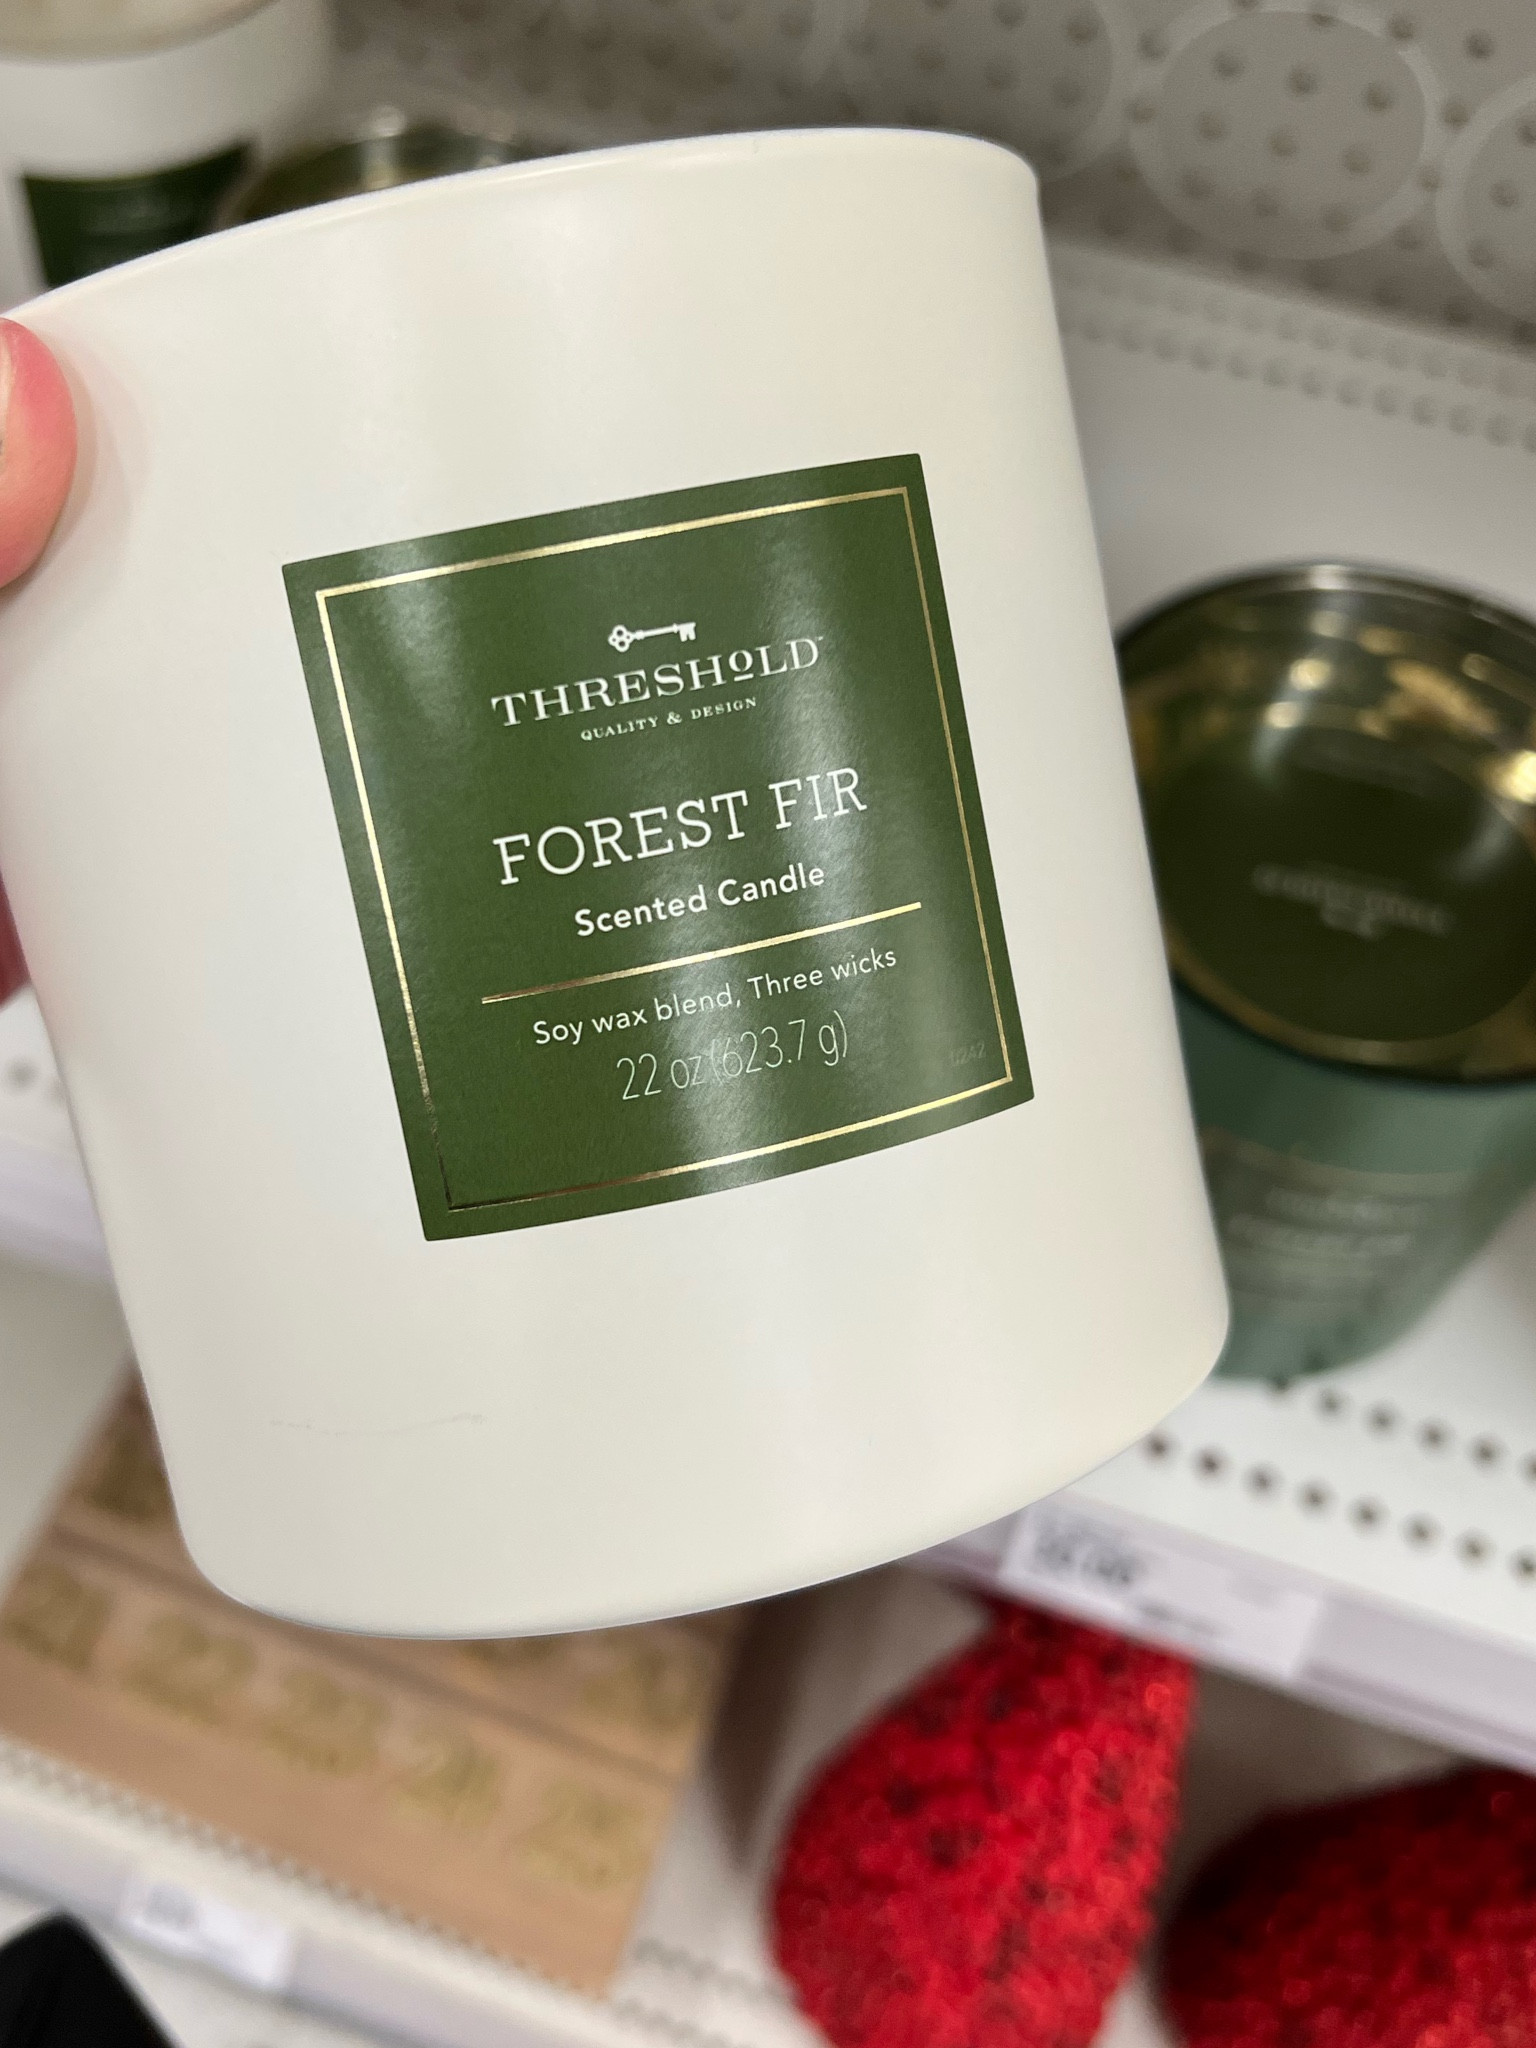 THRESHOLD
QUALITY & DESIGN
FOREST FIR
Scented Candle
Soy wax blend, Three wicks
22 oz (623.7 g)